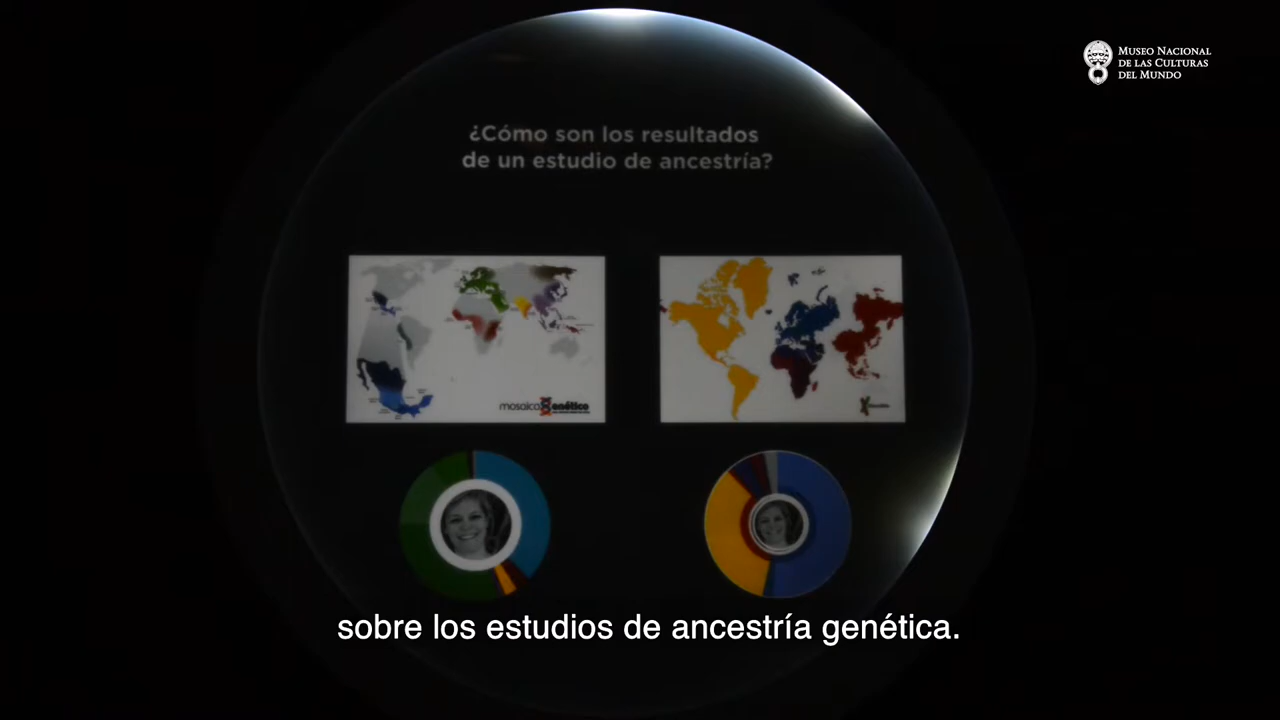 MUSEO NACIONAL
DE LAS CULTURAS
DEL MUNDO
¿Cómo son los resultados
de un estudio de ancestría?
mosaico genético
sobre los estudios de ancestría genética.